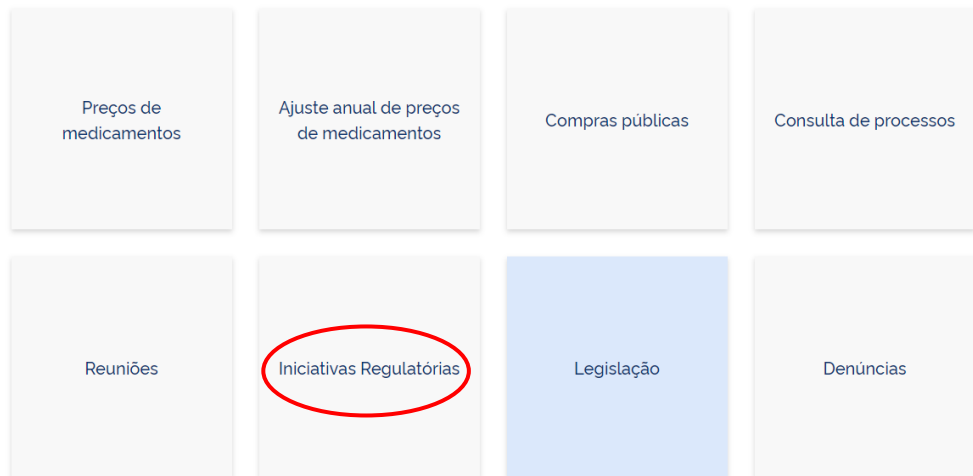 Preços de
medicamentos
Ajuste anual de preços
de medicamentos
Compras públicas
Consulta de processos
Reuniões
Iniciativas Regulatórias
Legislação
Denúncias